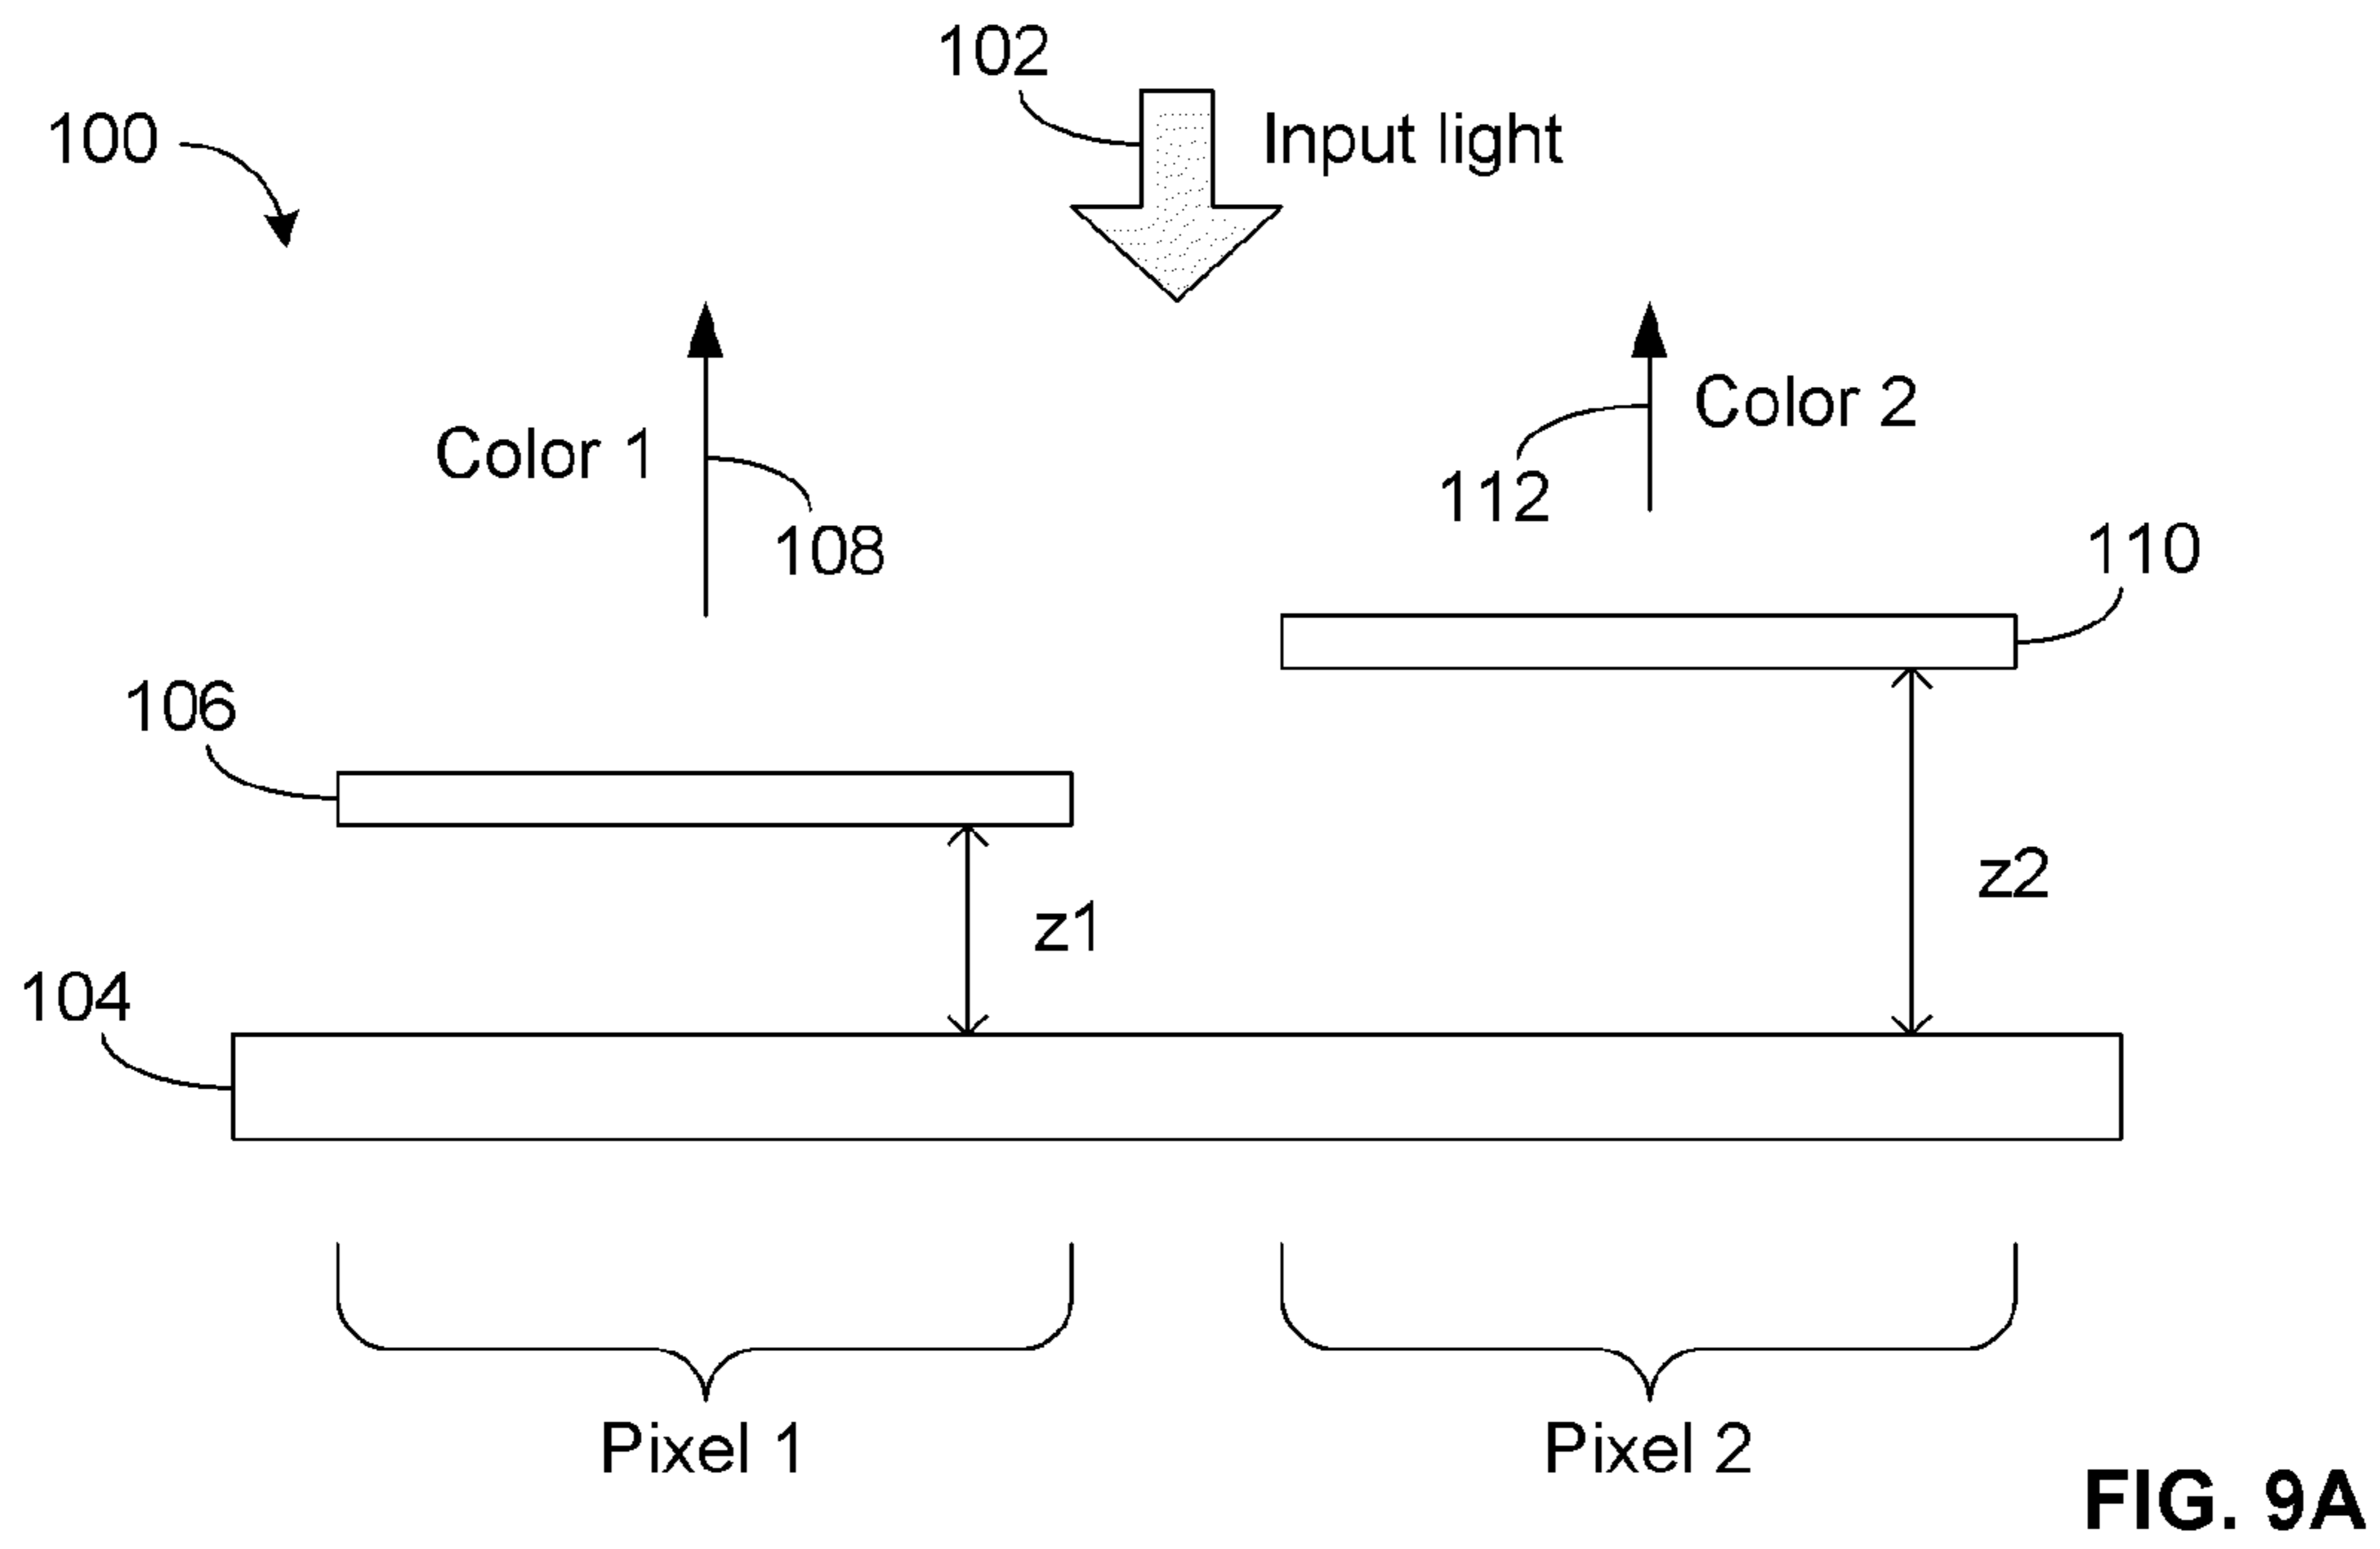 102
100
Input light
Color 1
108
Color 2
112
110
106
z1
z2
104
Pixel 1
Pixel 2
FIG. 9A